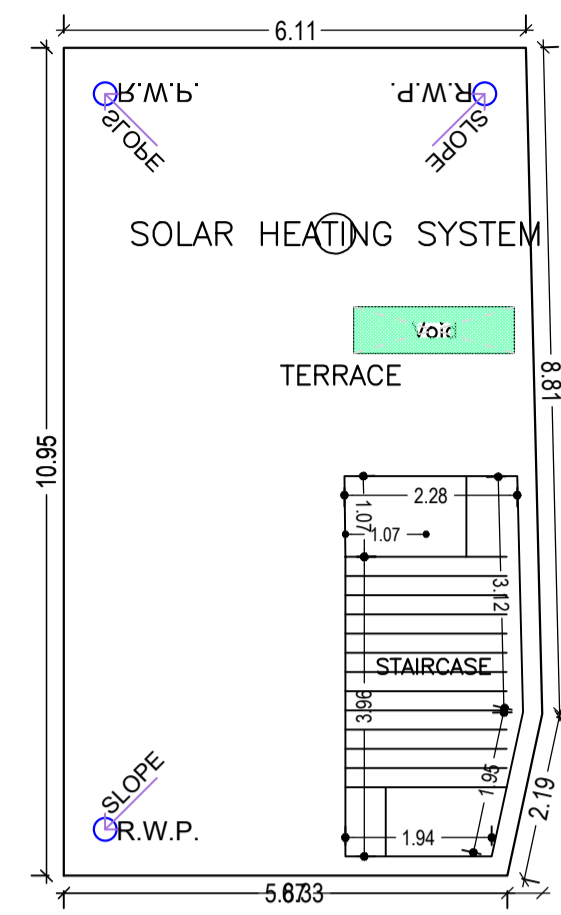 6.11
R.W.P. R.W.P.
SLOPE SLOPE
SOLAR HEATING SYSTEM
Void
TERRACE
8.81
10.95
2.28
1.07
1.07
3.12
STAIRCASE
3.96
1.95
2.19
SLOPE
R.W.P.
1.94